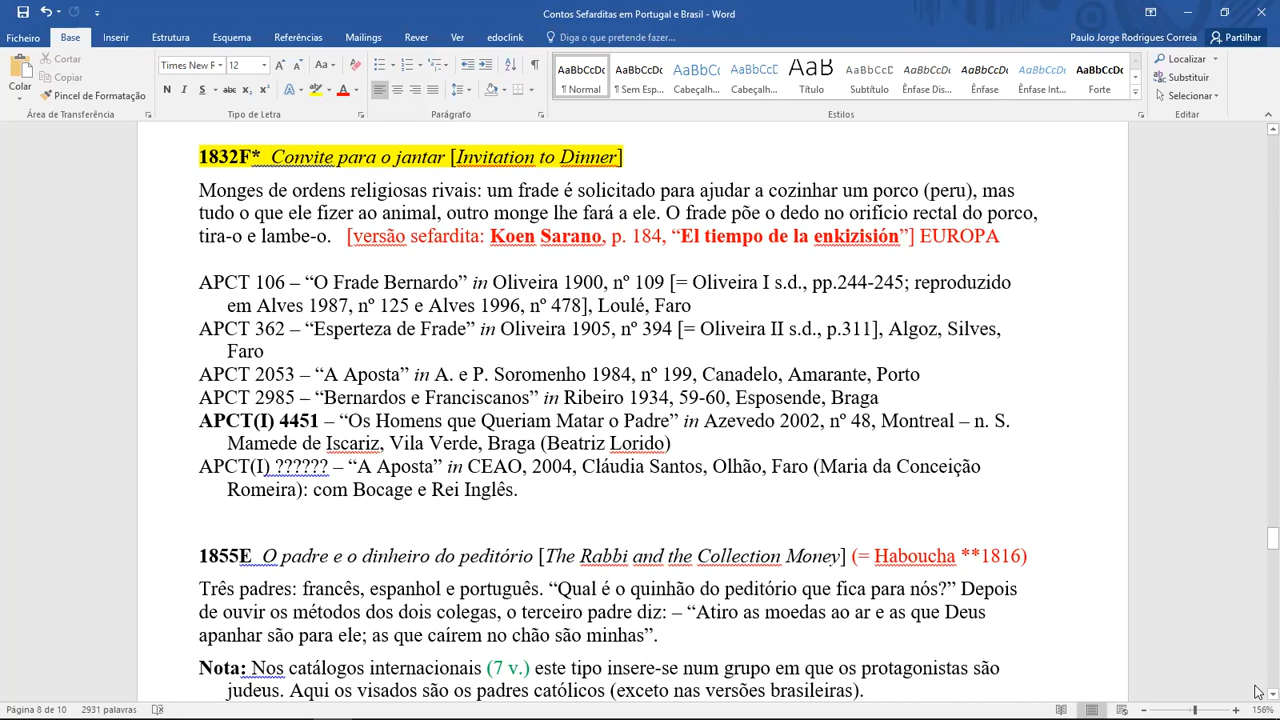 Contos Sefarditas em Portugal e Brasil - Word
Ficheiro Base Inserir Estrutura Esquema Referências Mailings Rever Ver edoclink Diga o que pretende fazer... Paulo Jorge Rodrigues Correia Partilhar
Colar
Cortar
Copiar
Pincel de Formatação
Área de Transferência
Times New R 12
Tipo de Letra
Parágrafo
AaBbCcDc AaBbCcDc AaBbCcD AaBbCcD AaB AaBbCcD AaBbCcDc AaBbCcDc AaBbCcDc AaBbCcDc
¶ Normal ¶ Sem Esp... Cabeçalh... Cabeçalh... Título Subtítulo Ênfase Dis... Ênfase Ênfase Int... Forte
Estilos
Localizar
Substituir
Selecionar
Editar
1832F* Convite para o jantar [Invitation to Dinner]
Monges de ordens religiosas rivais: um frade é solicitado para ajudar a cozinhar um porco (peru), mas
tudo o que ele fizer ao animal, outro monge lhe fará a ele. O frade põe o dedo no orifício rectal do porco,
tira-o e lambe-o. [versão sefardita: Koen Sarano, p. 184, “El tiempo de la enkizisión”] EUROPA
APCT 106 – “O Frade Bernardo” in Oliveira 1900, nº 109 [= Oliveira I s.d., pp.244-245; reproduzido
em Alves 1987, nº 125 e Alves 1996, nº 478], Loulé, Faro
APCT 362 – “Esperteza de Frade” in Oliveira 1905, nº 394 [= Oliveira II s.d., p.311], Algoz, Silves,
Faro
APCT 2053 – “A Aposta” in A. e P. Soromenho 1984, nº 199, Canadelo, Amarante, Porto
APCT 2985 – “Bernardos e Franciscanos” in Ribeiro 1934, 59-60, Esposende, Braga
APCT(I) 4451 – “Os Homens que Queriam Matar o Padre” in Azevedo 2002, nº 48, Montreal – n. S.
Mamede de Iscariz, Vila Verde, Braga (Beatriz Lorido)
APCT(I) ?????? – “A Aposta” in CEAO, 2004, Cláudia Santos, Olhão, Faro (Maria da Conceição
Romeira): com Bocage e Rei Inglês.
1855E O padre e o dinheiro do peditório [The Rabbi and the Collection Money] (= Haboucha **1816)
Três padres: francês, espanhol e português. “Qual é o quinhão do peditório que fica para nós?” Depois
de ouvir os métodos dos dois colegas, o terceiro padre diz: – “Atiro as moedas ao ar e as que Deus
apanhar são para ele; as que caírem no chão são minhas”.
Nota: Nos catálogos internacionais (7 v.) este tipo insere-se num grupo em que os protagonistas são
judeus. Aqui os visados são os padres católicos (exceto nas versões brasileiras).
Página 8 de 10 2931 palavras 156%